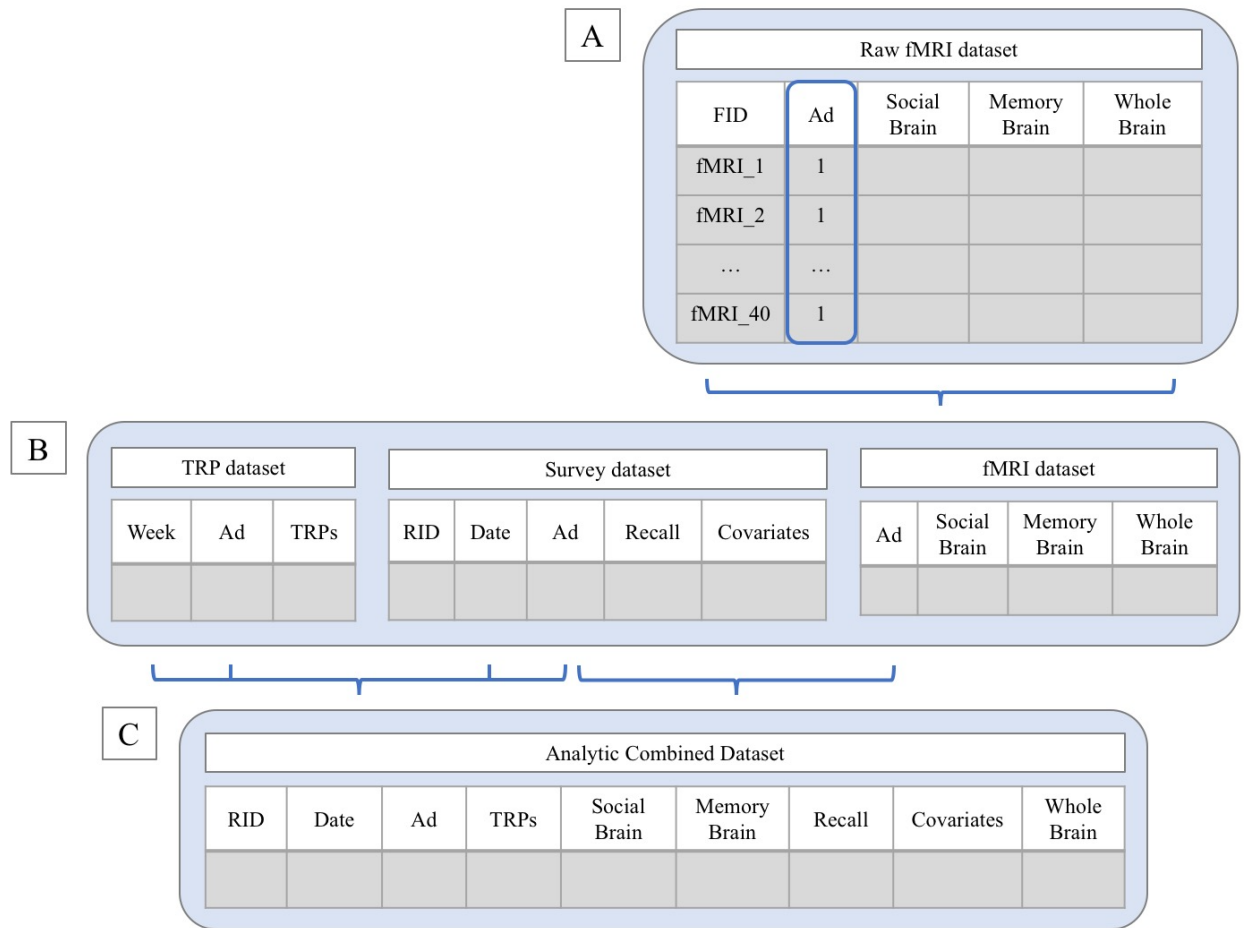 A
Raw fMRI dataset
FID Ad Social Brain Memory Brain Whole Brain
fMRI_1 1
fMRI_2 1
… …
fMRI_40 1
B
TRP dataset
Week Ad TRPs
Survey dataset
RID Date Ad Recall Covariates
fMRI dataset
Ad Social Brain Memory Brain Whole Brain
C
Analytic Combined Dataset
RID Date Ad TRPs Social Brain Memory Brain Recall Covariates Whole Brain